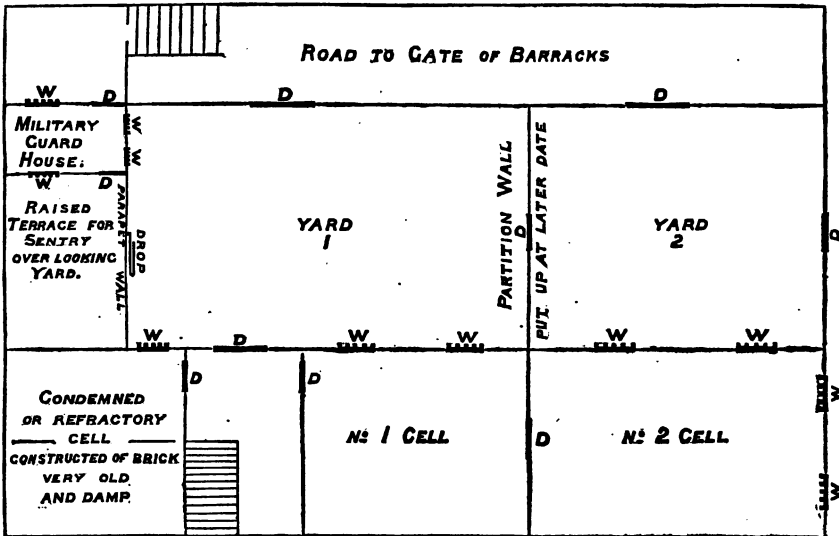 ROAD TO GATE OF BARRACKS
W
D
D
D
MILITARY
GUARD
HOUSE.
W
W
W
D
RAISED
TERRACE FOR
SENTRY
OVER LOOKING
YARD.
PARAPET WALL
DROP
YARD
1
PARTITION WALL
D
PUT UP AT LATER DATE
YARD
2
D
W
D
W
W
W
W
D
D
CONDEMNED
OR REFRACTORY
CELL
CONSTRUCTED OF BRICK
VERY OLD
AND DAMP.
No 1 CELL
D
No 2 CELL
W
W